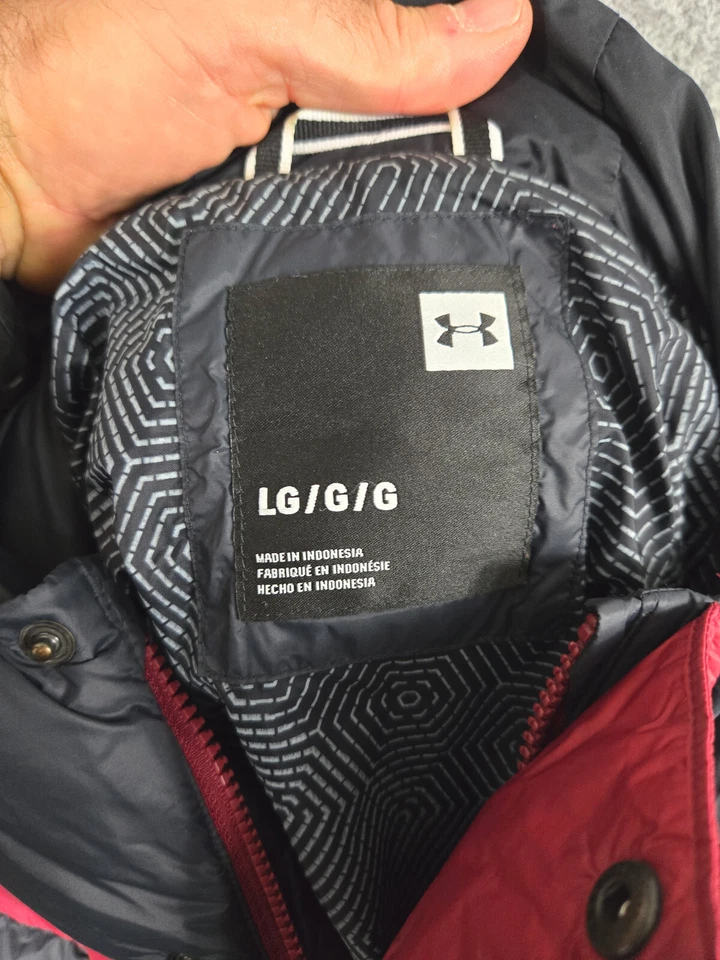 LG/G/G
MADE IN INDONESIA
FABRIQUÉ EN INDONÉSIE
HECHO EN INDONESIA